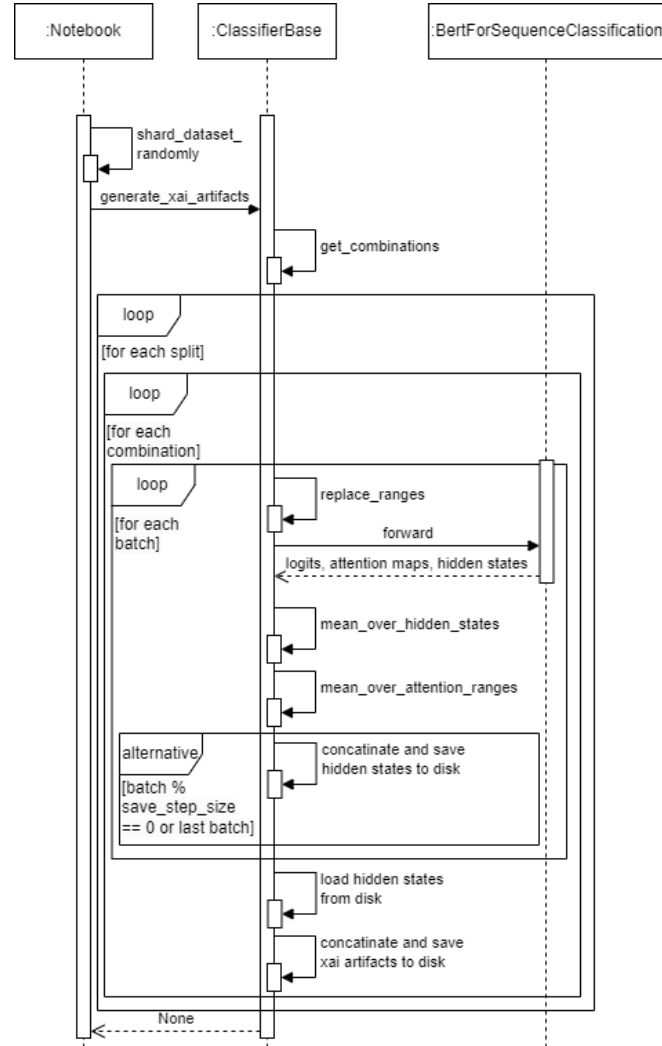 :Notebook
:ClassifierBase
:BertForSequenceClassification
shard_dataset_
randomly
generate_xai_artifacts
get_combinations
loop
[for each split]
loop
[for each
combination]
loop
[for each
batch]
replace_ranges
forward
logits, attention maps, hidden states
mean_over_hidden_states
mean_over_attention_ranges
alternative
[batch %
save_step_size
== 0 or last batch]
concatinate and save
hidden states to disk
load hidden states
from disk
concatinate and save
xai artifacts to disk
None